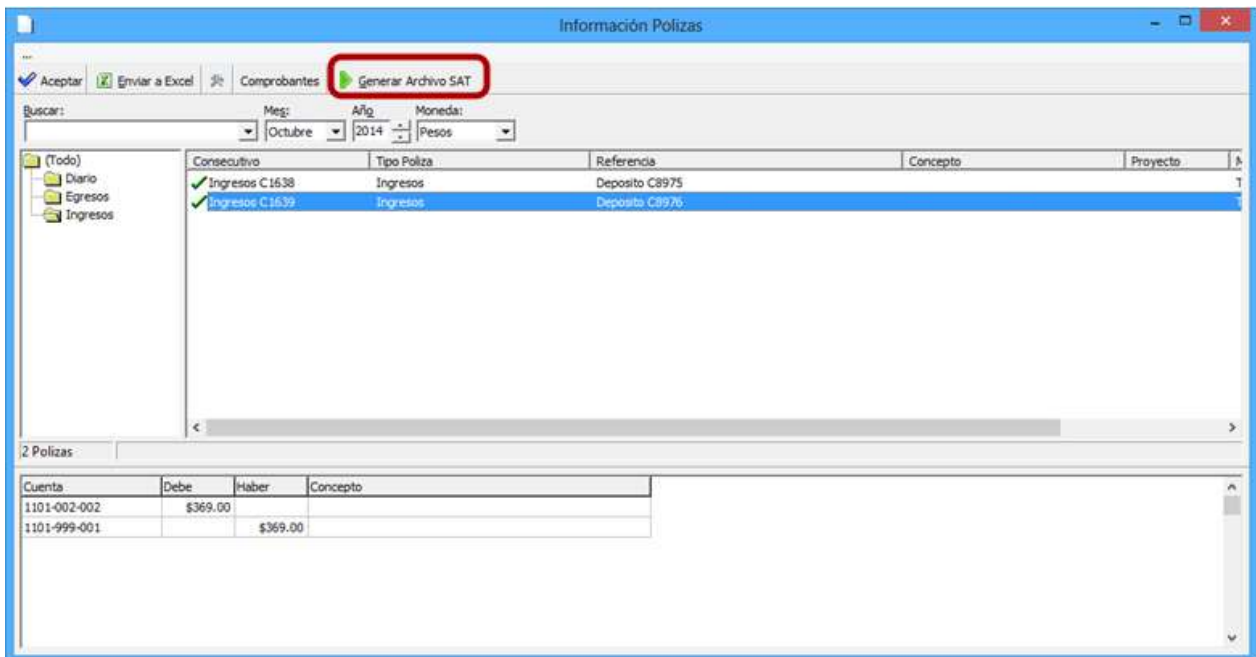 Información Polizas
...
Aceptar Enviar a Excel Comprobantes Generar Archivo SAT
Buscar: Mes: Año Moneda:
Octubre 2014 Pesos
(Todo)
Diario
Egresos
Ingresos
Consecutivo Tipo Poliza Referencia Concepto Proyecto
Ingresos C1638 Ingresos Deposito C8975
Ingresos C1639 Ingresos Deposito C8976
2 Polizas
Cuenta Debe Haber Concepto
1101-002-002 $369.00
1101-999-001 $369.00